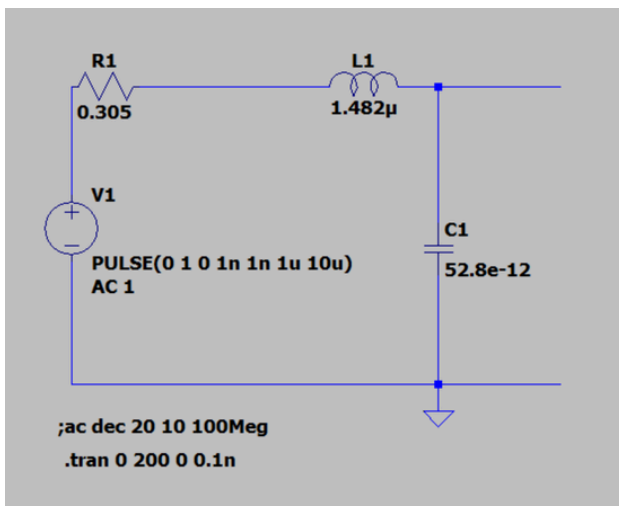 R1
0.305
L1
1.482µ
V1
PULSE(0 1 0 1n 1n 1u 10u)
AC 1
C1
52.8e-12
;ac dec 20 10 100Meg
.tran 0 200 0 0.1n